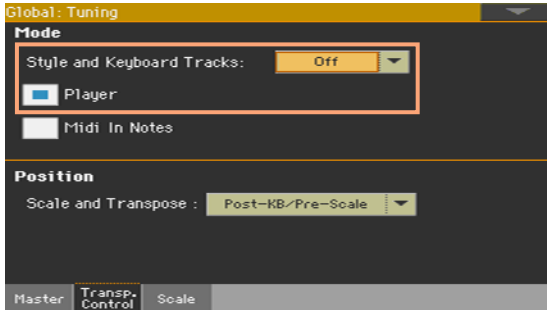 Global: Tuning
Mode
Style and Keyboard Tracks: Off
Player
Midi In Notes
Position
Scale and Transpose : Post-KB/Pre-Scale
Master Transp. Control Scale